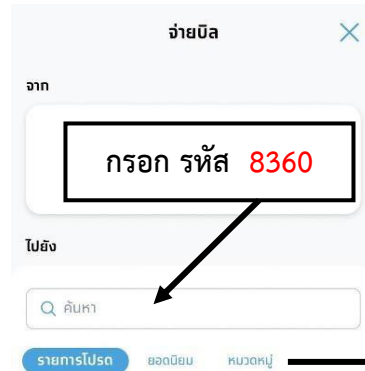 จ่ายบิล
จาก
กรอก รหัส 8360
ไปยัง
ค้นหา
รายการโปรด ยอดนิยม หมวดหมู่